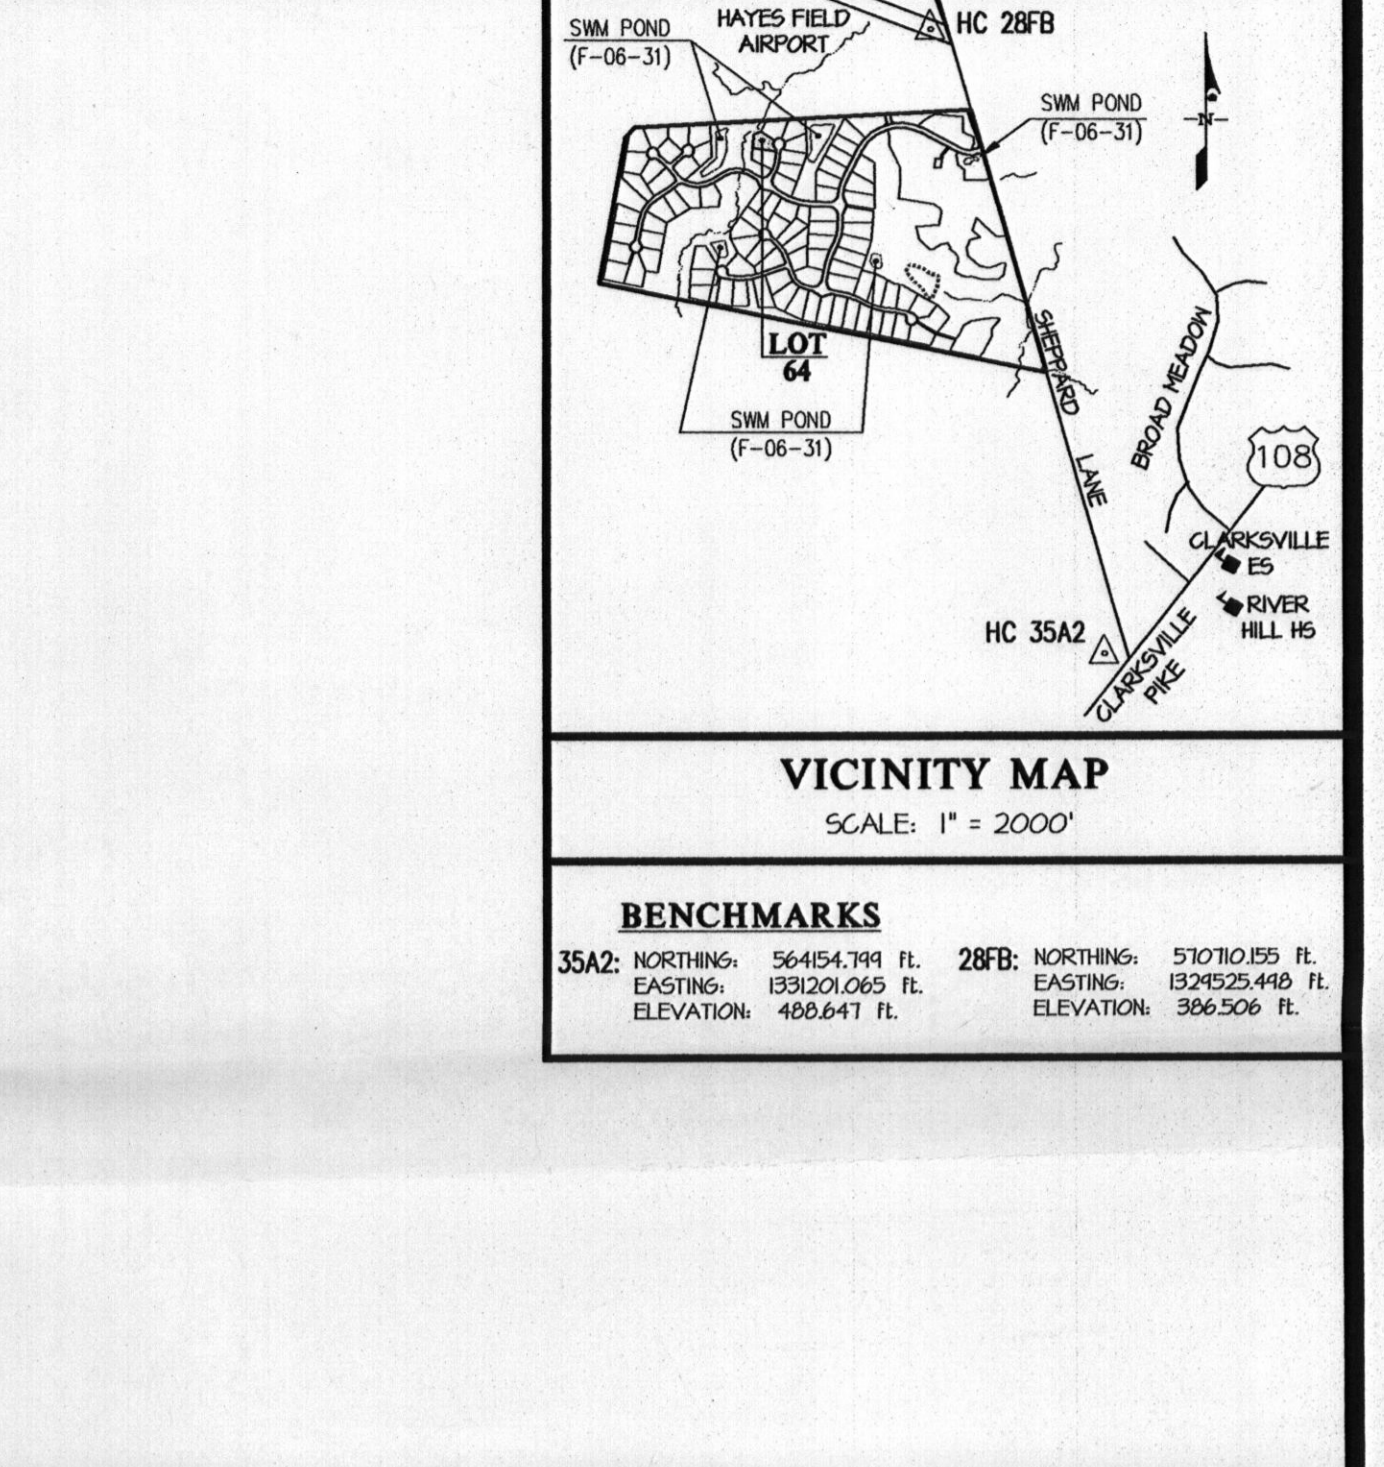 SWM POND
(F-06-31)
HAYES FIELD
AIRPORT
HC 28FB
SWM POND
(F-06-31)
N
LOT
64
SWM POND
(F-06-31)
SHEPPARD
LANE
BROAD MEADOW
108
CLARKSVILLE
ES
RIVER
HILL HS
HC 35A2
CLARKSVILLE
PIKE
VICINITY MAP
SCALE: 1" = 2000'
BENCHMARKS
35A2: NORTHING: 564154.799 ft.
EASTING: 1331201.065 ft.
ELEVATION: 488.647 ft.
28FB: NORTHING: 570710.155 ft.
EASTING: 1329525.498 ft.
ELEVATION: 386.506 ft.